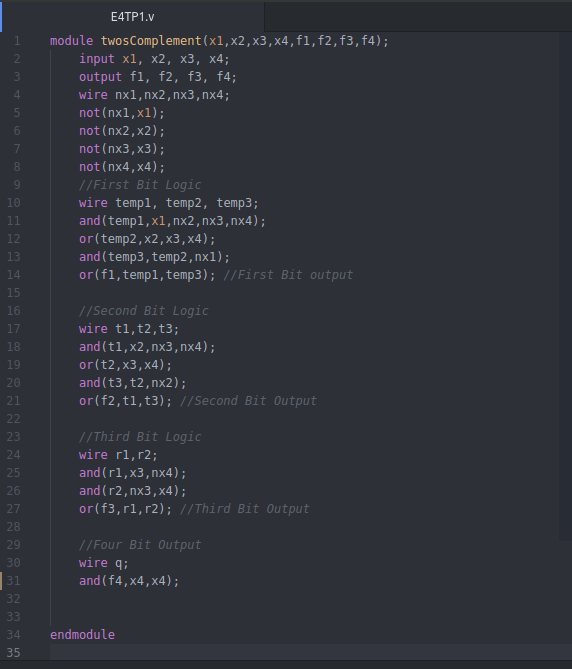 E4TP1.v
1 module twosComplement(x1,x2,x3,x4,f1,f2,f3,f4);
2 input x1, x2, x3, x4;
3 output f1, f2, f3, f4;
4 wire nx1,nx2,nx3,nx4;
5 not(nx1,x1);
6 not(nx2,x2);
7 not(nx3,x3);
8 not(nx4,x4);
9 //First Bit Logic
10 wire temp1, temp2, temp3;
11 and(temp1,x1,nx2,nx3,nx4);
12 or(temp2,x2,x3,x4);
13 and(temp3,temp2,nx1);
14 or(f1,temp1,temp3); //First Bit output
15
16 //Second Bit Logic
17 wire t1,t2,t3;
18 and(t1,x2,nx3,nx4);
19 or(t2,x3,x4);
20 and(t3,t2,nx2);
21 or(f2,t1,t3); //Second Bit Output
22
23 //Third Bit Logic
24 wire r1,r2;
25 and(r1,x3,nx4);
26 and(r2,nx3,x4);
27 or(f3,r1,r2); //Third Bit Output
28
29 //Four Bit Output
30 wire q;
31 and(f4,x4,x4);
32
33
34 endmodule
35